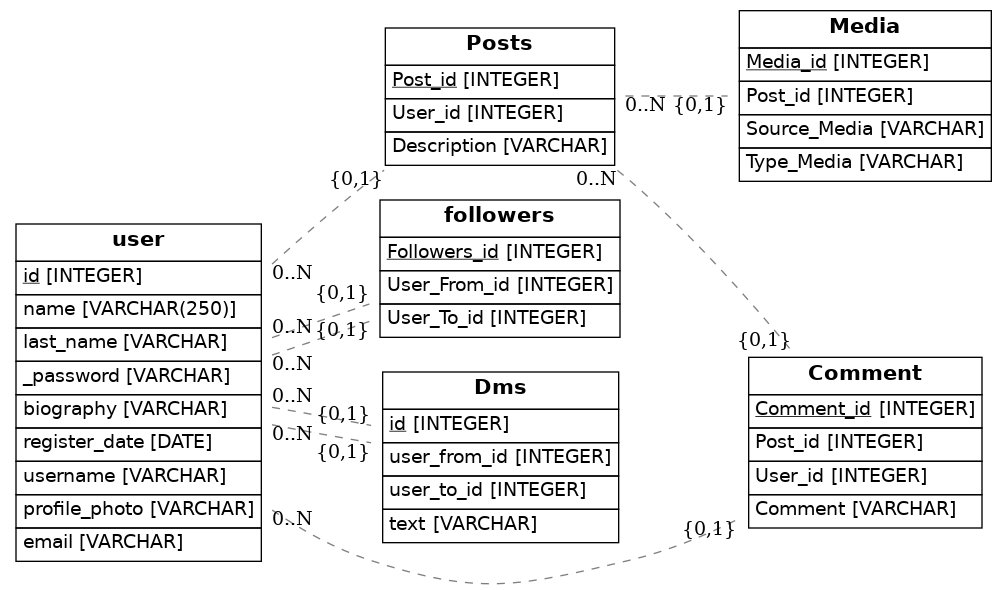 Posts
Post_id [INTEGER]
User_id [INTEGER]
Description [VARCHAR]
Media
Media_id [INTEGER]
Post_id [INTEGER]
Source_Media [VARCHAR]
Type_Media [VARCHAR]
0..N {0,1}
{0,1}
0..N
followers
Followers_id [INTEGER]
User_From_id [INTEGER]
User_To_id [INTEGER]
user
id [INTEGER]
name [VARCHAR(250)]
last_name [VARCHAR]
_password [VARCHAR]
biography [VARCHAR]
register_date [DATE]
username [VARCHAR]
profile_photo [VARCHAR]
email [VARCHAR]
0..N
{0,1}
0..N
{0,1}
0..N
0..N
{0,1}
0..N
{0,1}
0..N
Dms
id [INTEGER]
user_from_id [INTEGER]
user_to_id [INTEGER]
text [VARCHAR]
{0,1}
{0,1}
Comment
Comment_id [INTEGER]
Post_id [INTEGER]
User_id [INTEGER]
Comment [VARCHAR]